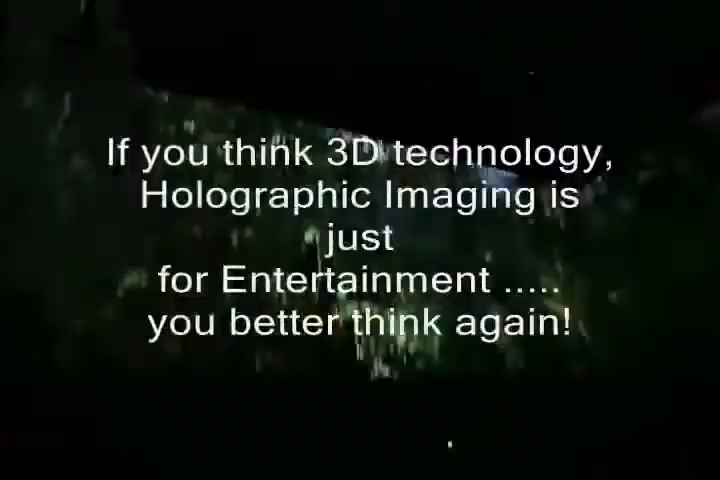 If you think 3D technology,
Holographic Imaging is
just
for Entertainment .....
you better think again!